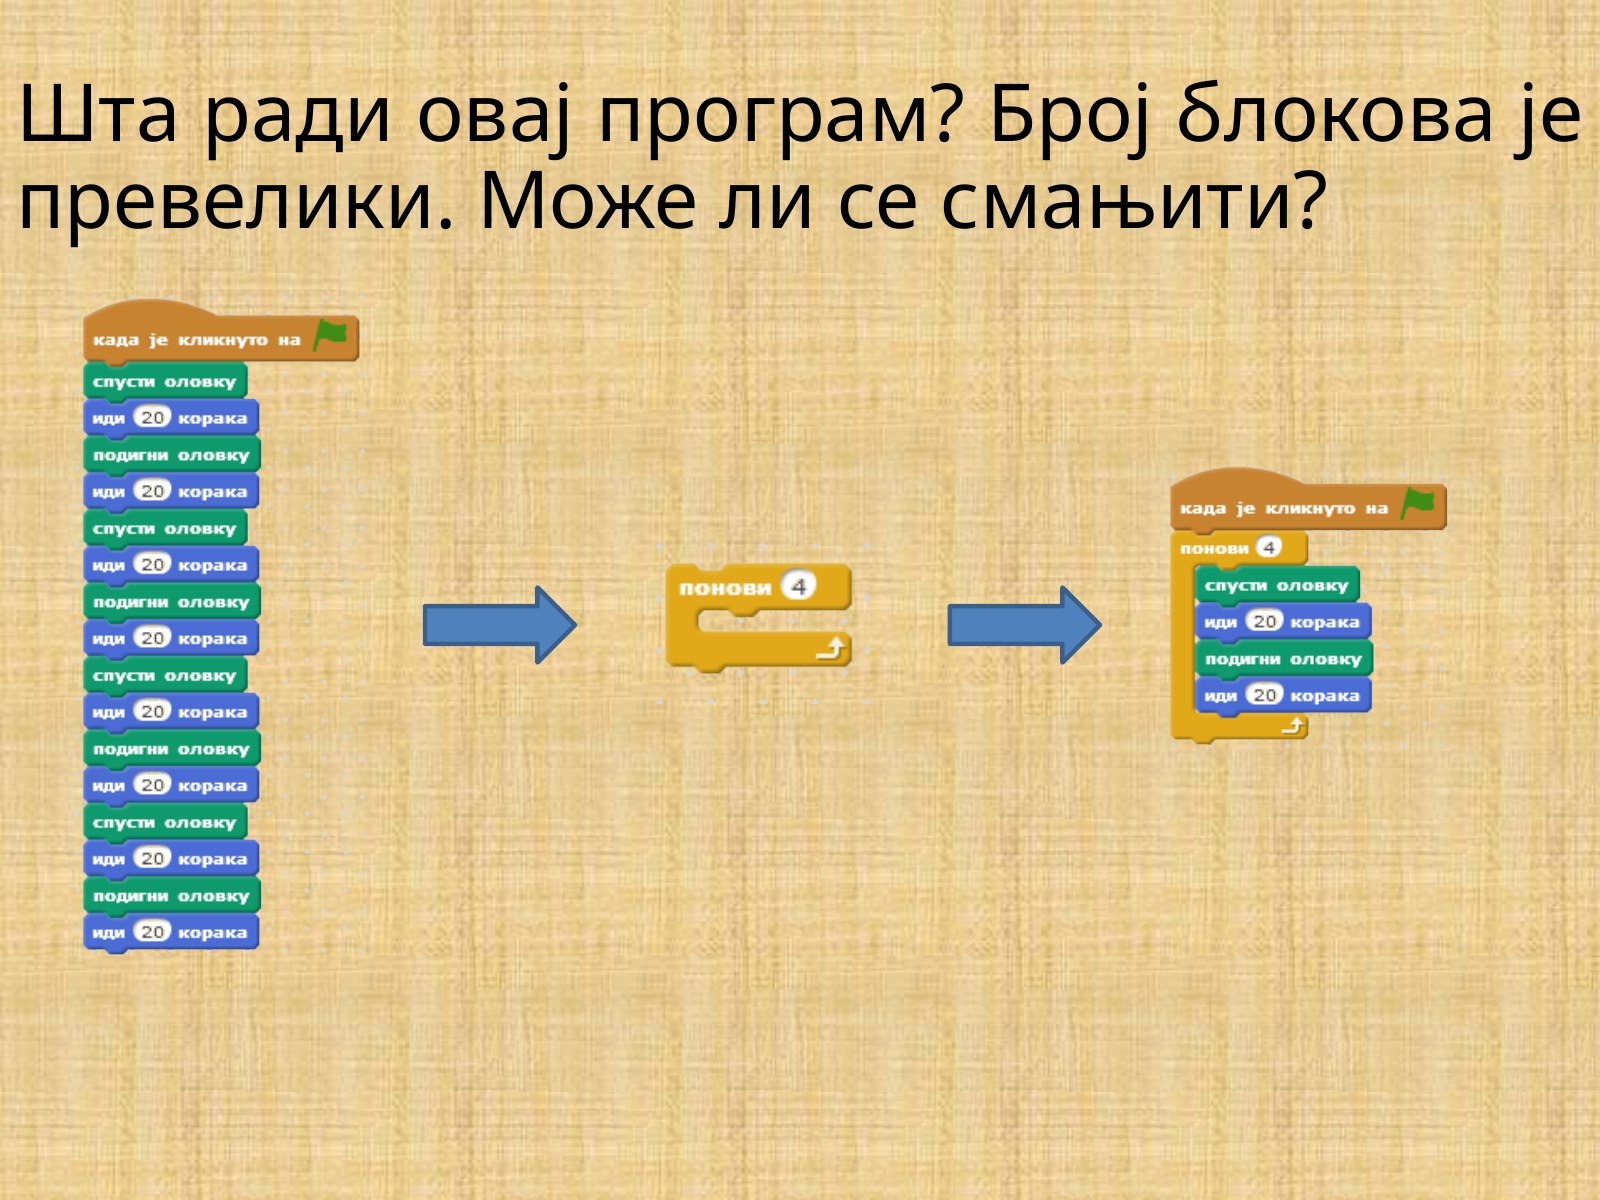 Шта ради овај програм? Број блокова је
превелики. Може ли се смањити?
када је кликнуто на
спусти оловку
иди 20 корака
подигни оловку
иди 20 корака
спусти оловку
иди 20 корака
подигни оловку
иди 20 корака
спусти оловку
иди 20 корака
подигни оловку
иди 20 корака
спусти оловку
иди 20 корака
подигни оловку
иди 20 корака
понови 4
када је кликнуто на
понови 4
спусти оловку
иди 20 корака
подигни оловку
иди 20 корака